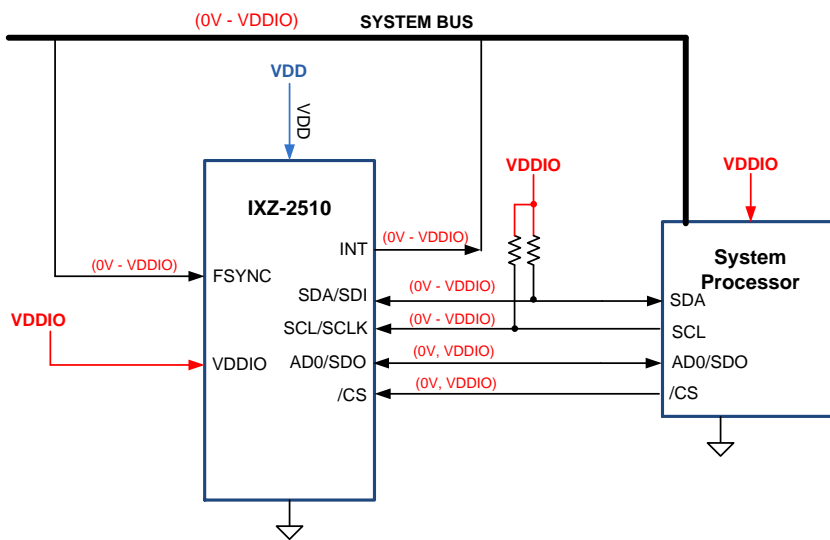 (0V - VDDIO)
SYSTEM BUS
VDD
VDD
VDDIO
VDDIO
IXZ-2510
INT
(0V - VDDIO)
System
Processor
(0V - VDDIO)
FSYNC
SDA/SDI
(0V - VDDIO)
SDA
VDDIO
SCL/SCLK
(0V - VDDIO)
SCL
VDDIO
AD0/SDO
(0V, VDDIO)
AD0/SDO
/CS
(0V, VDDIO)
/CS